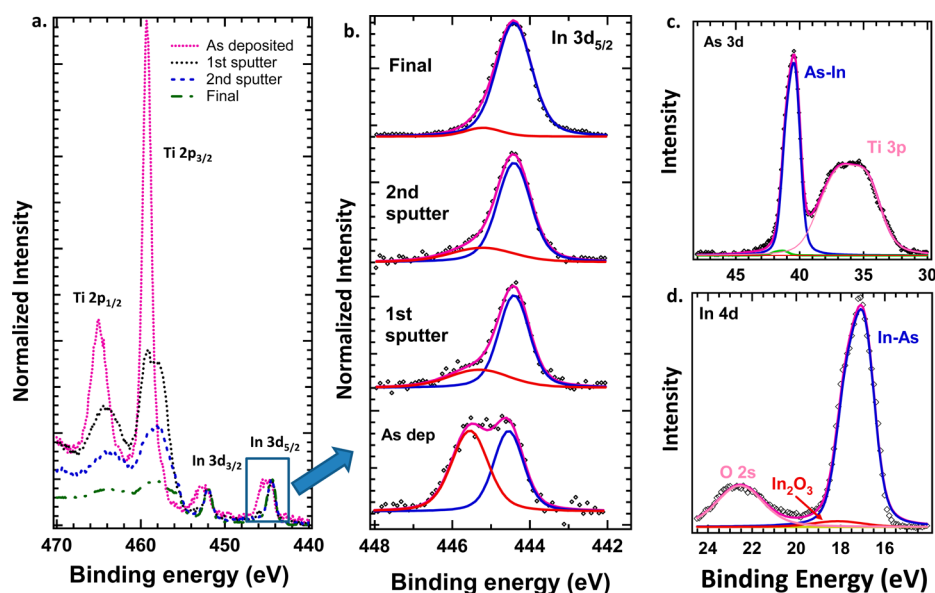 a.
As deposited
1st sputter
2nd sputter
Final
Ti 2p3/2
Ti 2p1/2
In 3d5/2
In 3d3/2
470 460 450 440
Binding energy (eV)
Normalized Intensity
b.
In 3d5/2
Final
2nd
sputter
1st
sputter
As dep
448 446 444 442
Binding energy (eV)
Normalized Intensity
c.
As 3d
As-In
Ti 3p
Intensity
45 40 35 30
d.
In 4d
In-As
O 2s
In2O3
Intensity
24 22 20 18 16
Binding Energy (eV)